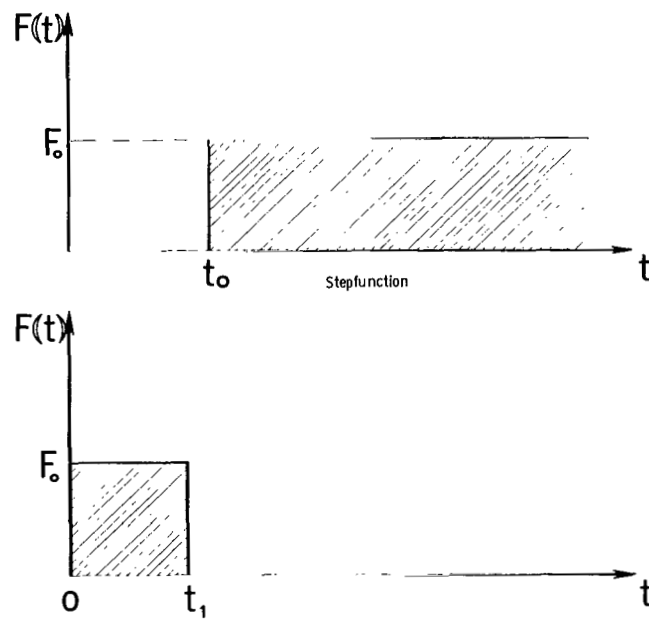 F(t)
F₀
t₀
t
Stepfunction
F(t)
F₀
0
t₁
t